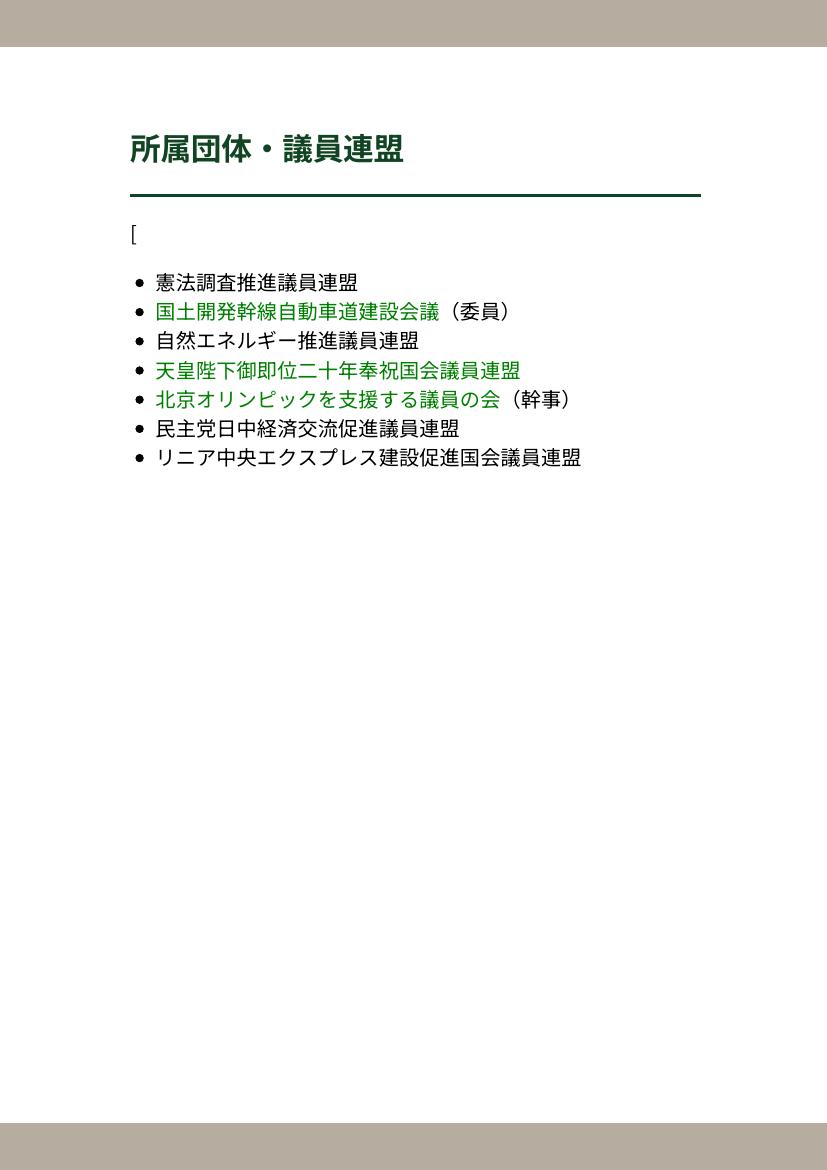 所属団体・議員連盟
[
• 憲法調査推進議員連盟
• 国土開発幹線自動車道建設会議（委員）
• 自然エネルギー推進議員連盟
• 天皇陛下御即位二十年奉祝国会議員連盟
• 北京オリンピックを支援する議員の会（幹事）
• 民主党日中経済交流促進議員連盟
• リニア中央エクスプレス建設促進国会議員連盟